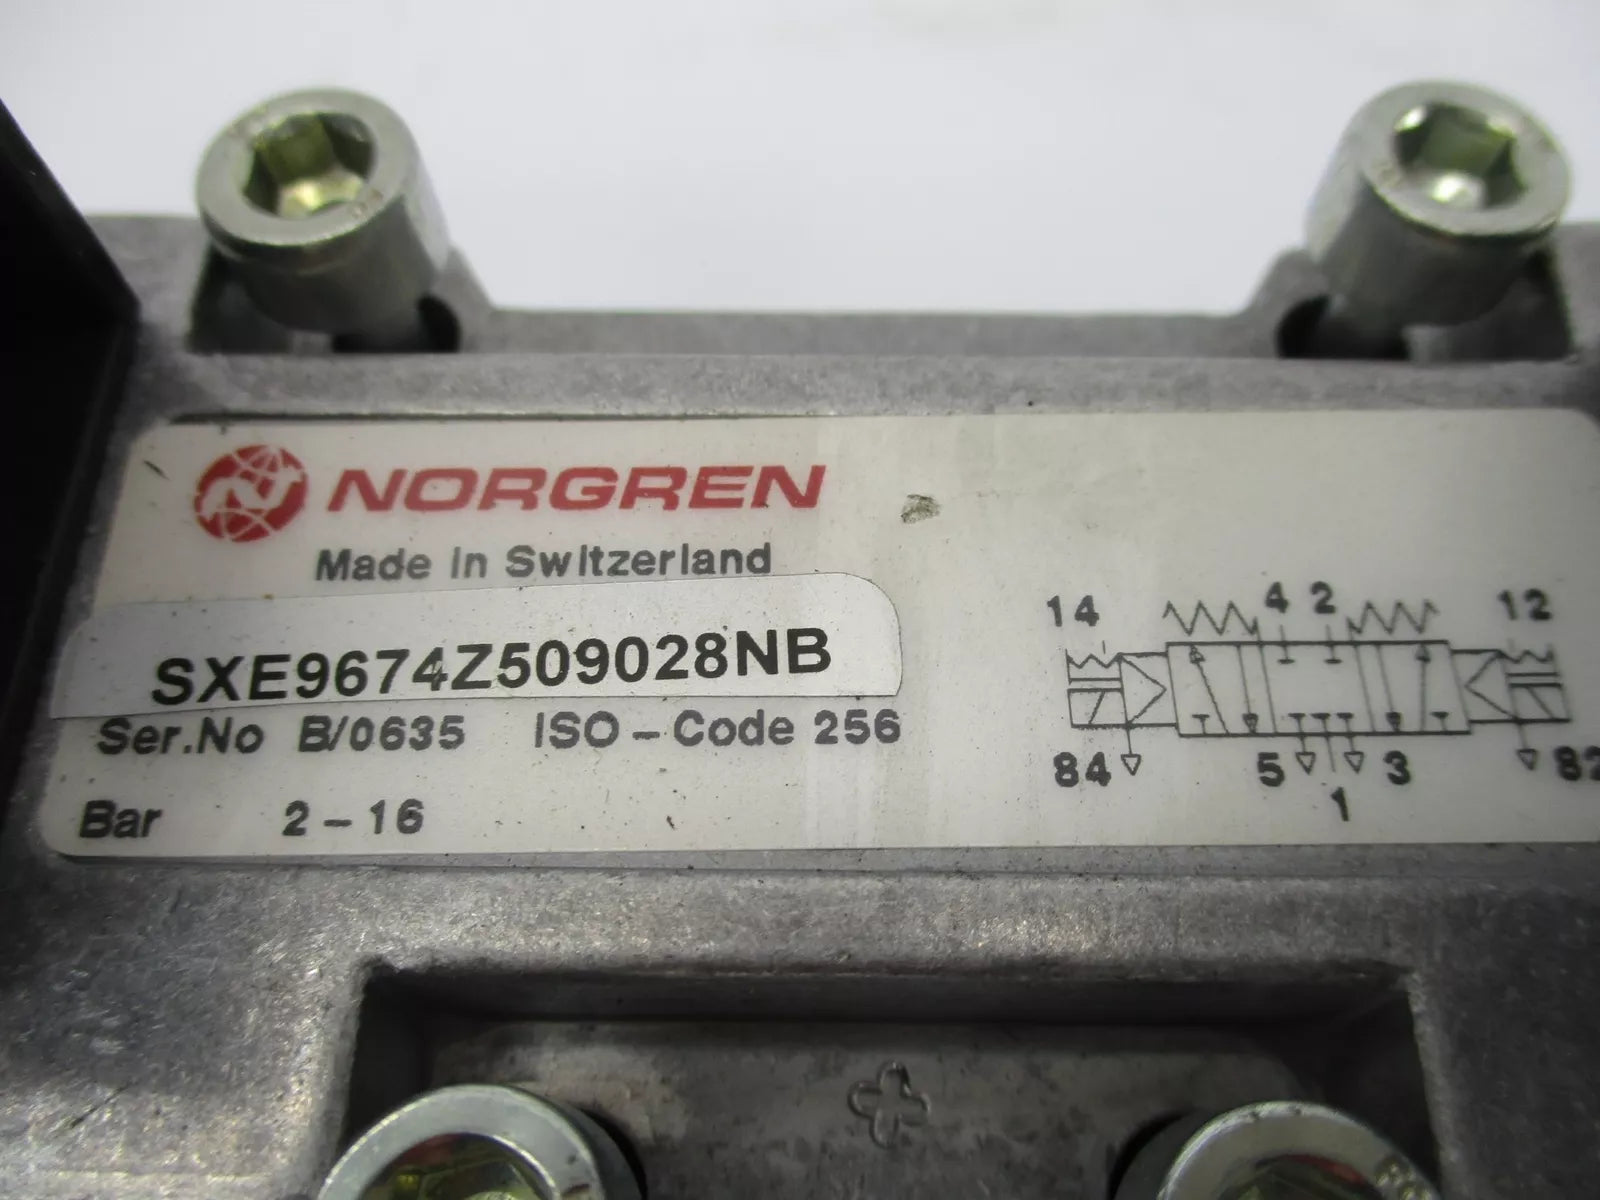 NORGREN
Made in Switzerland
SXE9674Z509028NB
Ser.No B/0635 ISO-Code 256
Bar 2-16
14 4 2 12
84 5 3 82
1